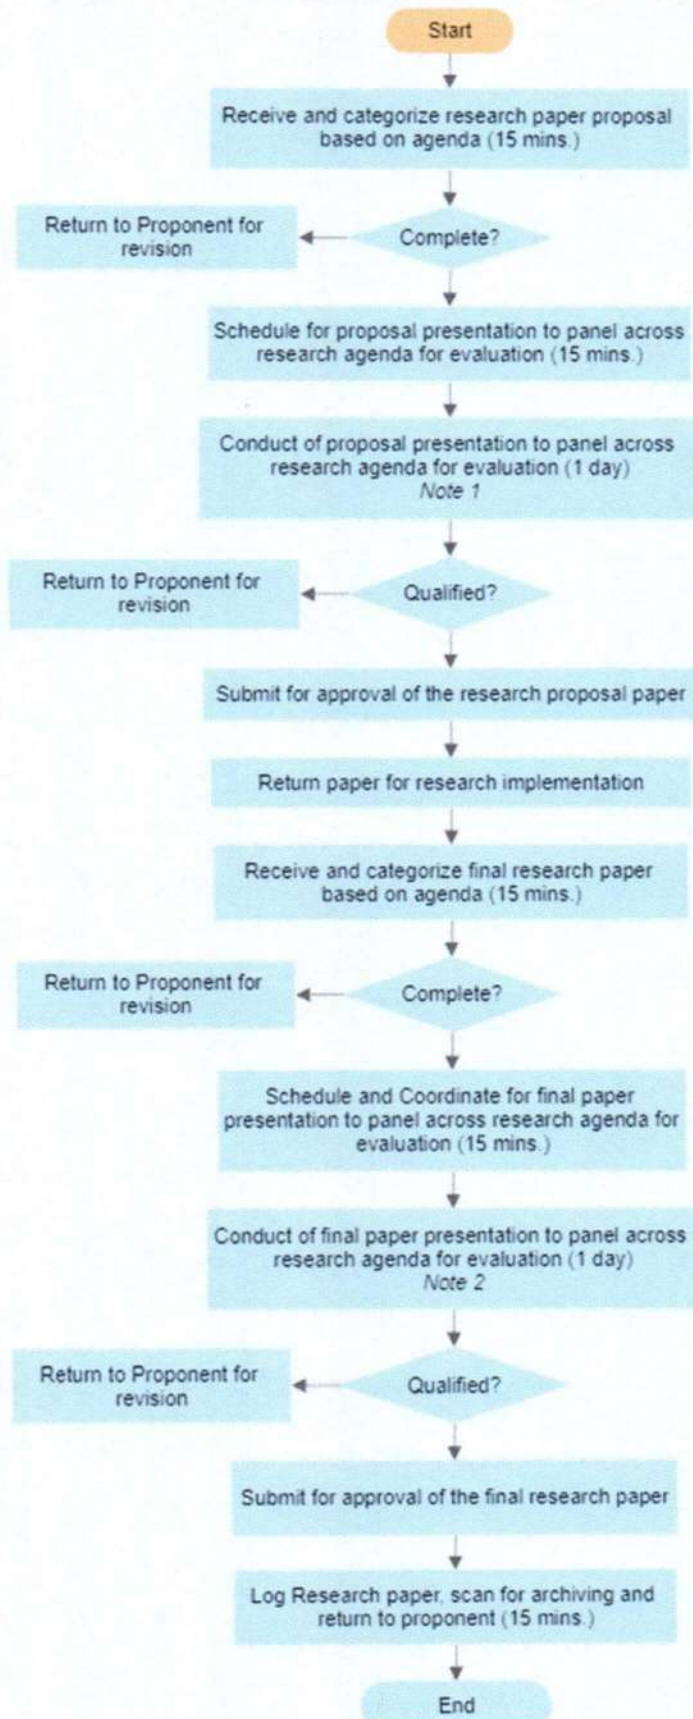 Start
Receive and categorize research paper proposal
based on agenda (15 mins.)
Return to Proponent for
revision
Complete?
Schedule for proposal presentation to panel across
research agenda for evaluation (15 mins.)
Conduct of proposal presentation to panel across
research agenda for evaluation (1 day)
Note 1
Return to Proponent for
revision
Qualified?
Submit for approval of the research proposal paper
Return paper for research implementation
Receive and categorize final research paper
based on agenda (15 mins.)
Return to Proponent for
revision
Complete?
Schedule and Coordinate for final paper
presentation to panel across research agenda for
evaluation (15 mins.)
Conduct of final paper presentation to panel across
research agenda for evaluation (1 day)
Note 2
Return to Proponent for
revision
Qualified?
Submit for approval of the final research paper
Log Research paper, scan for archiving and
return to proponent (15 mins.)
End